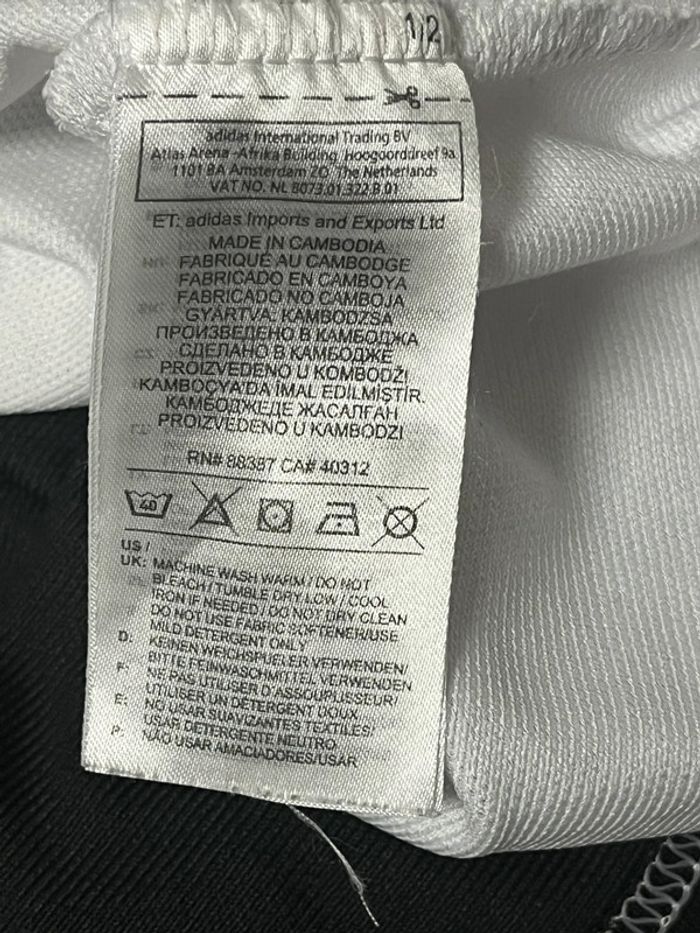 1/2
adidas International Trading BV
Atlas Arena -Afrika Building, Hoogoorddreef 9a
1101 BA Amsterdam ZO, The Netherlands
VAT NO. NL 8073.01.322.B.01
ET: adidas Imports and Exports Ltd
MADE IN CAMBODIA
FABRIQUÉ AU CAMBODGE
FABRICADO EN CAMBOYA
FABRICADO NO CAMBOJA
GYÁRTVA: KAMBODZSA
ПРОИЗВЕДЕНО В КАМБОДЖА
СДЕЛАНО В КАМБОДЖЕ
PROIZVEDENO U KOMBODŽI
KAMBOÇYA'DA İMAL EDİLMİŞTİR.
КАМБОДЖЕДЕ ЖАСАЛҒАН
PROIZVEDENO U KAMBODZI
RN# 88387 CA# 40312
40
US /
UK: MACHINE WASH WARM / DO NOT
BLEACH / TUMBLE DRY LOW / COOL
IRON IF NEEDED / DO NOT DRY CLEAN
DO NOT USE FABRIC SOFTENER/USE
MILD DETERGENT ONLY
D: KEINEN WEICHSPUELER VERWENDEN/
BITTE FEINWASCHMITTEL VERWENDEN
F: NE PAS UTILISER D'ASSOUPLISSEUR/
UTILISER UN DETERGENT DOUX
E: NO USAR SUAVIZANTES TEXTILES/
USAR DETERGENTE NEUTRO
P: NÃO USAR AMACIADORES/USAR